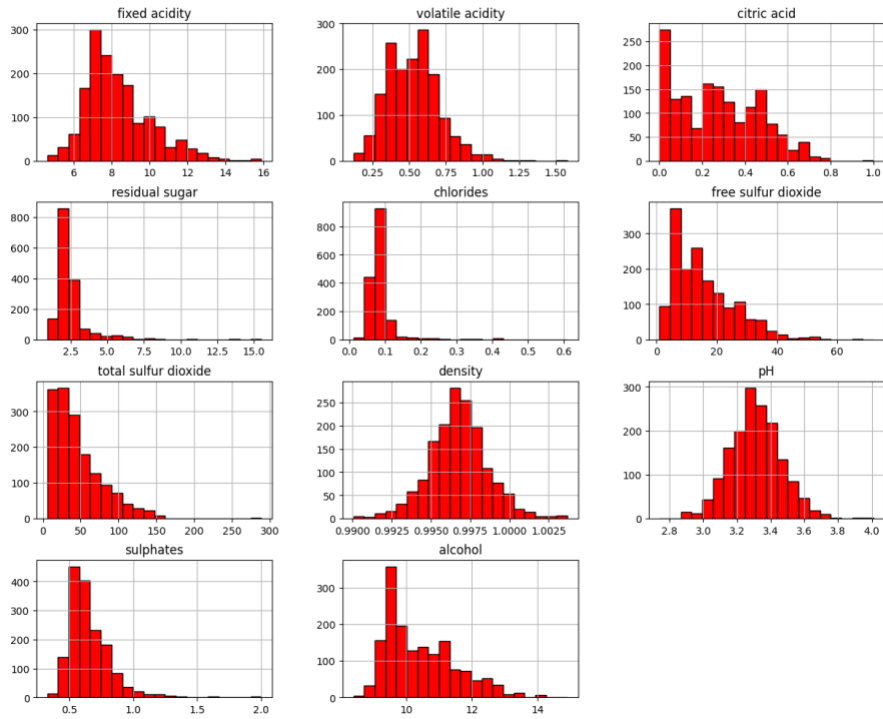 fixed acidity
300
200
100
0
6 8 10 12 14 16
volatile acidity
300
200
100
0
0.25 0.50 0.75 1.00 1.25 1.50
citric acid
250
200
150
100
50
0
0.0 0.2 0.4 0.6 0.8 1.0
residual sugar
800
600
400
200
0
2.5 5.0 7.5 10.0 12.5 15.0
chlorides
800
600
400
200
0
0.0 0.1 0.2 0.3 0.4 0.5 0.6
free sulfur dioxide
300
200
100
0
0 20 40 60
total sulfur dioxide
300
200
100
0
0 50 100 150 200 250 300
density
250
200
150
100
50
0
0.9900 0.9925 0.9950 0.9975 1.0000 1.0025
pH
300
200
100
0
2.8 3.0 3.2 3.4 3.6 3.8 4.0
sulphates
400
300
200
100
0
0.5 1.0 1.5 2.0
alcohol
300
200
100
0
10 12 14